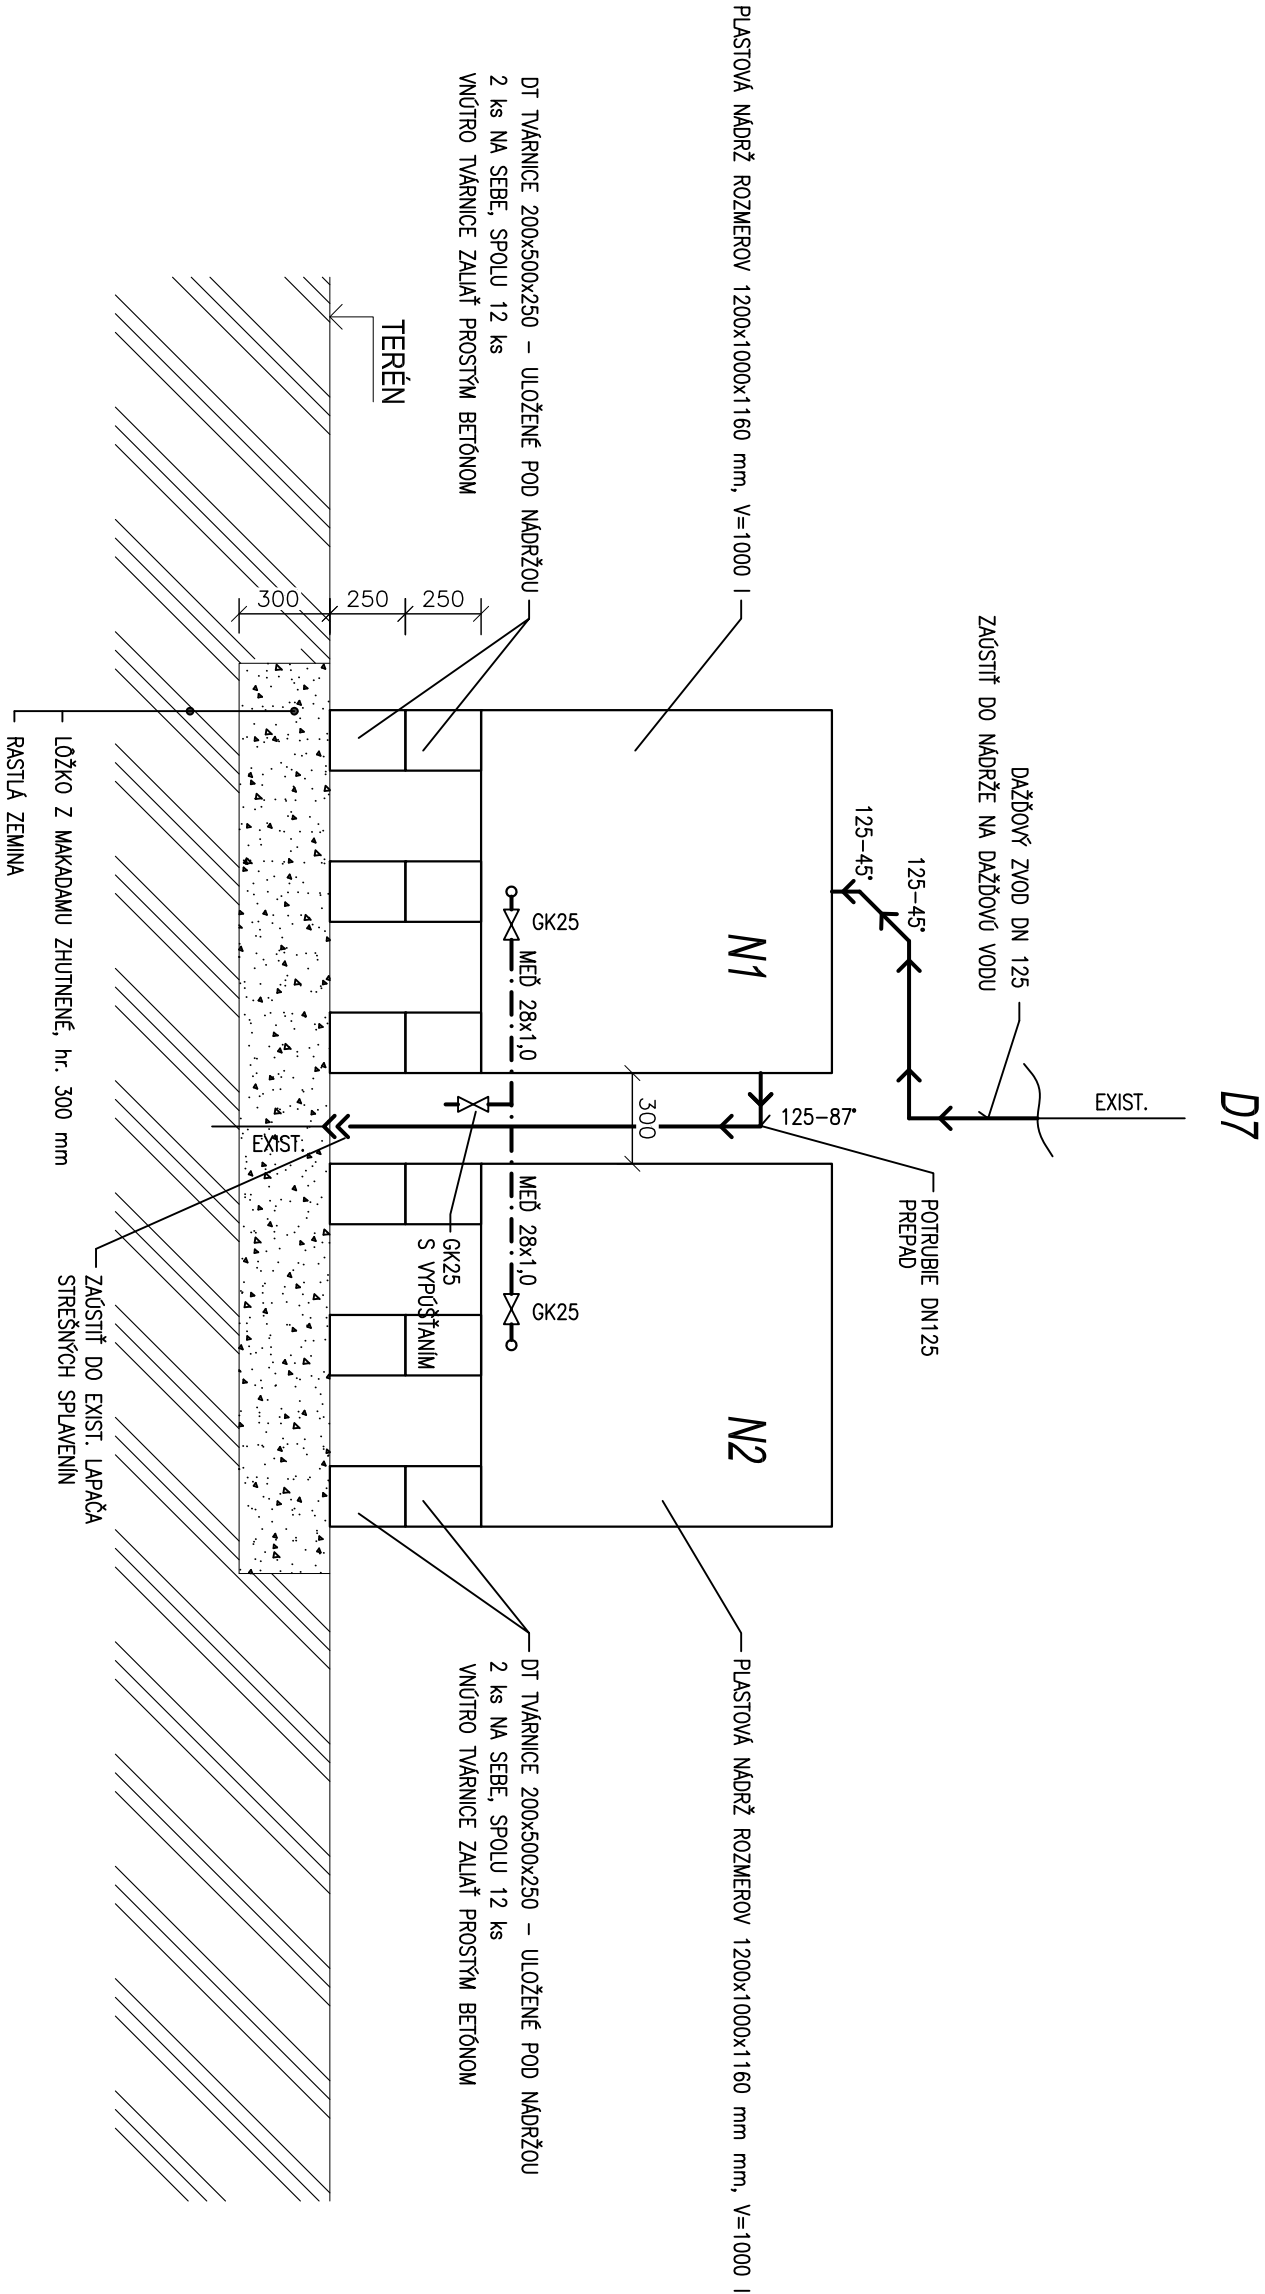 D7
EXIST.
DAŽĎOVÝ ZVOD DN 125
ZAÚSTIŤ DO NÁDRŽE NA DAŽĎOVÚ VODU
125-45°
125-45°
POTRUBIE DN125
PREPAD
125-87°
PLASTOVÁ NÁDRŽ ROZMEROV 1200x1000x1160 mm, V=1000 l
N1
N2
PLASTOVÁ NÁDRŽ ROZMEROV 1200x1000x1160 mm mm, V=1000 l
300
DT TVÁRNICE 200x500x250 - ULOŽENÉ POD NÁDRŽOU
2 ks NA SEBE, SPOLU 12 ks
VNÚTRO TVÁRNICE ZALIAŤ PROSTÝM BETÓNOM
GK25
MEĎ 28x1,0
MEĎ 28x1,0
GK25
GK25
S VYPÚŠŤANÍM
DT TVÁRNICE 200x500x250 - ULOŽENÉ POD NÁDRŽOU
2 ks NA SEBE, SPOLU 12 ks
VNÚTRO TVÁRNICE ZALIAŤ PROSTÝM BETÓNOM
TERÉN
250
250
300
EXIST.
ZAÚSTIŤ DO EXIST. LAPAČA
STREŠNÝCH SPLAVENÍN
LÔŽKO Z MAKADAMU ZHUTNENÉ, hr. 300 mm
RASTLÁ ZEMINA